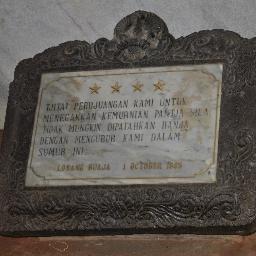 TJITA² PERDJUANGAN KAMI UNTUK
MENEGAKKAN KEMURNIAN PANTJA SILA
TIDAK MUNGKIN DIPATAHKAN HANJA
DENGAN MENGUBUR KAMI DALAM
SUMUR INI
LOBANG BUAJA 1 OCTOBER 1965